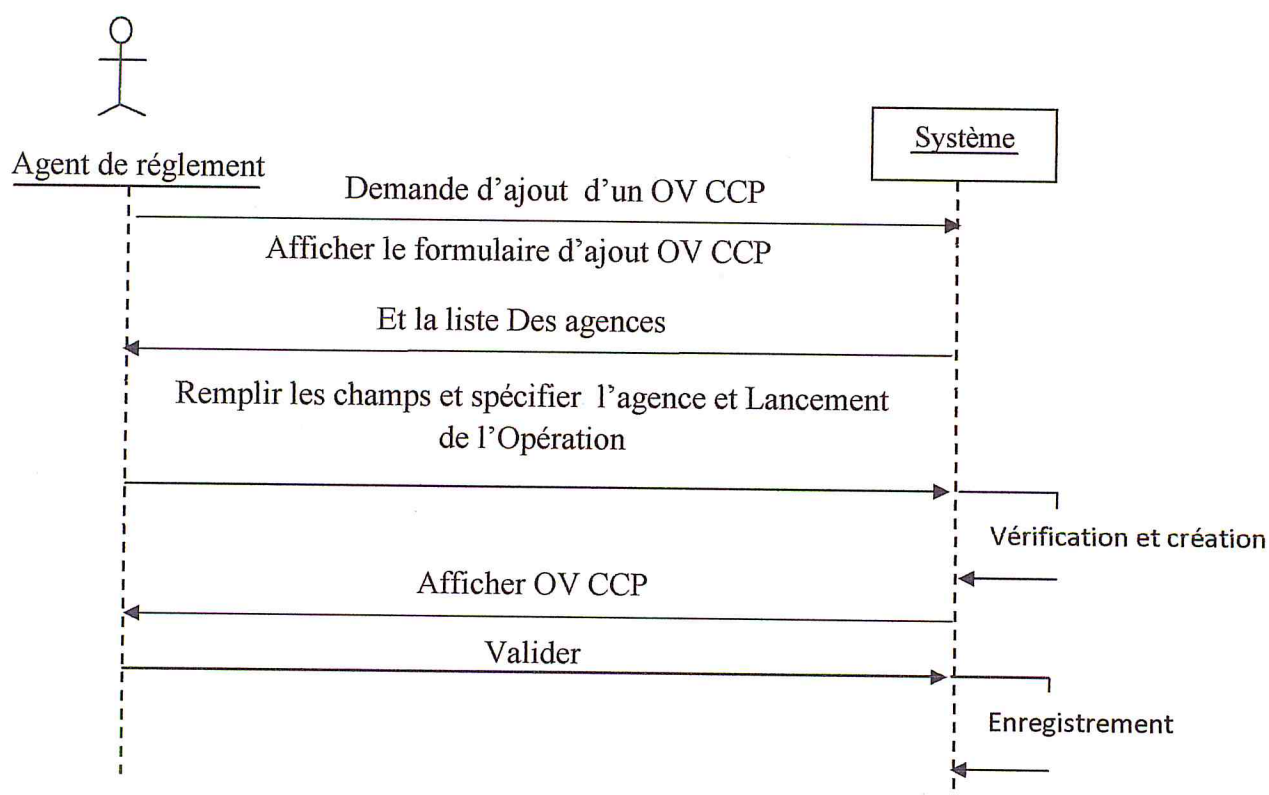 Système
Agent de réglement
Demande d'ajout d'un OV CCP
Afficher le formulaire d'ajout OV CCP
Et la liste Des agences
Remplir les champs et spécifier l'agence et Lancement
de l'Opération
Vérification et création
Afficher OV CCP
Valider
Enregistrement